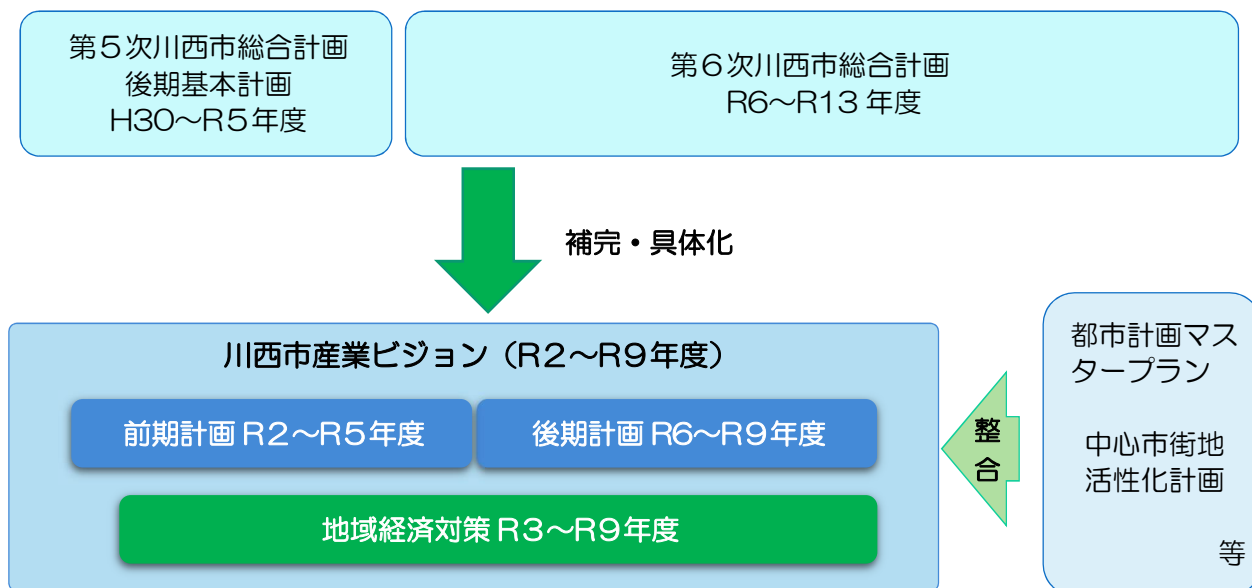 第５次川西市総合計画
後期基本計画
H30～R５年度
第６次川西市総合計画
R6～R13 年度
補完・具体化
川西市産業ビジョン（R２～R９年度）
前期計画 R２～R５年度
後期計画 R6～R９年度
地域経済対策 R３～R９年度
整
合
都市計画マス
タープラン
中心市街地
活性化計画
等